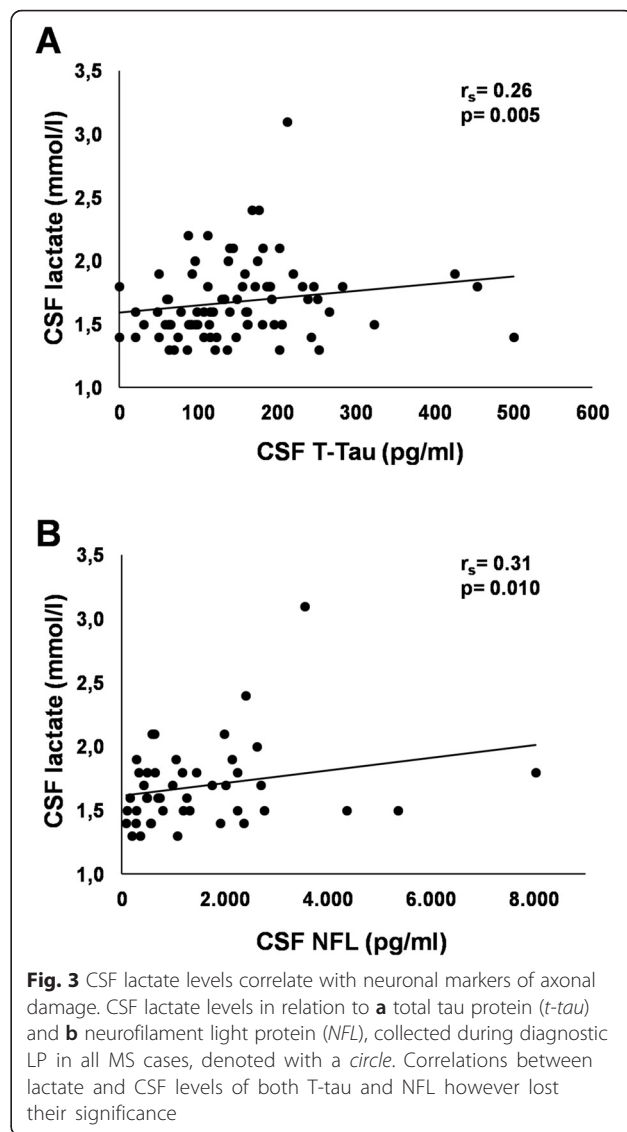 A
3,5
3,0
2,5
2,0
1,5
1,0
CSF lactate (mmol/l)
rs= 0.26
p= 0.005
0 100 200 300 400 500 600
CSF T-Tau (pg/ml)
B
3,5
3,0
2,5
2,0
1,5
1,0
CSF lactate (mmol/l)
rs= 0.31
p= 0.010
0 2.000 4.000 6.000 8.000
CSF NFL (pg/ml)
Fig. 3 CSF lactate levels correlate with neuronal markers of axonal
damage. CSF lactate levels in relation to a total tau protein (t-tau)
and b neurofilament light protein (NFL), collected during diagnostic
LP in all MS cases, denoted with a circle. Correlations between
lactate and CSF levels of both T-tau and NFL however lost
their significance